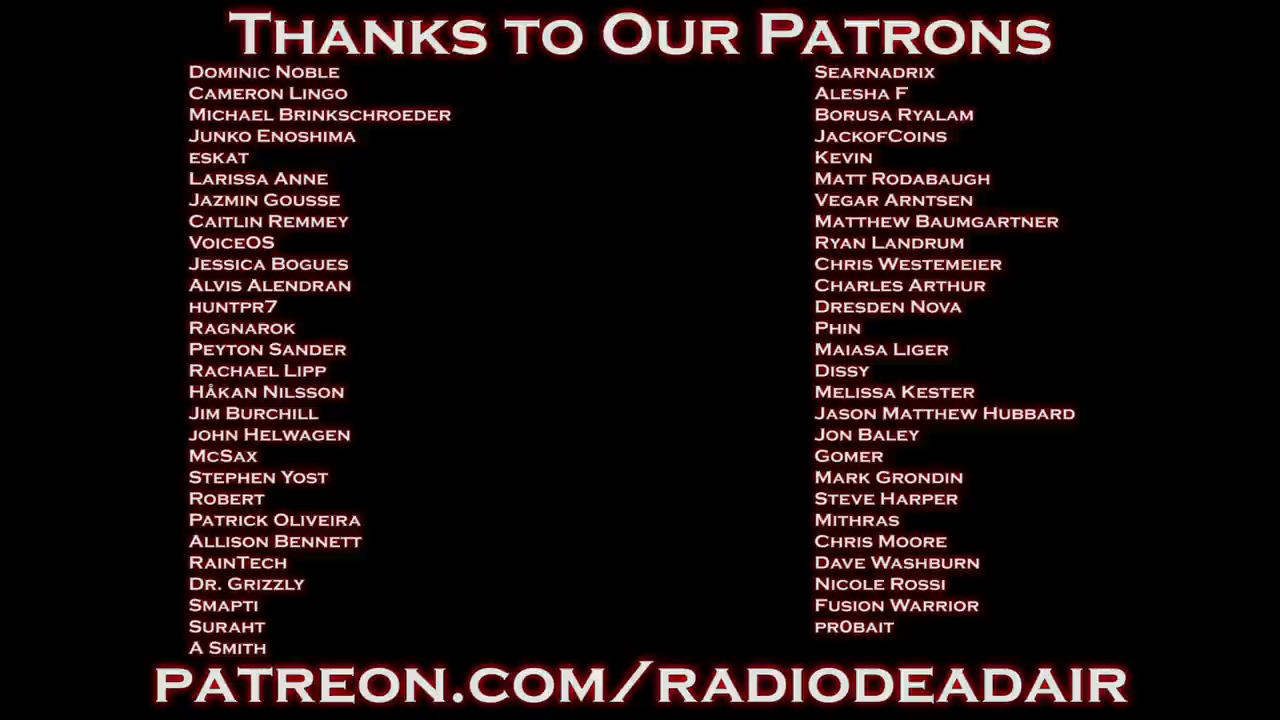 Thanks to Our Patrons
Dominic Noble
Cameron Lingo
Michael Brinkschroeder
Junko Enoshima
eskat
Larissa Anne
Jazmin Gousse
Caitlin Remmey
VoiceOS
Jessica Bogues
Alvis Alendran
huntpr7
Ragnarok
Peyton Sander
Rachael Lipp
Håkan Nilsson
Jim Burchill
john Helwagen
McSax
Stephen Yost
Robert
Patrick Oliveira
Allison Bennett
RainTech
Dr. Grizzly
Smapti
Suraht
A Smith
Searnadrix
Alesha F
Borusa Ryalam
JackofCoins
Kevin
Matt Rodabaugh
Vegar Arntsen
Matthew Baumgartner
Ryan Landrum
Chris Westemeier
Charles Arthur
Dresden Nova
Phin
Maiasa Liger
Dissy
Melissa Kester
Jason Matthew Hubbard
Jon Baley
Gomer
Mark Grondin
Steve Harper
Mithras
Chris Moore
Dave Washburn
Nicole Rossi
Fusion Warrior
pr0bait
patreon.com/radiodeadair